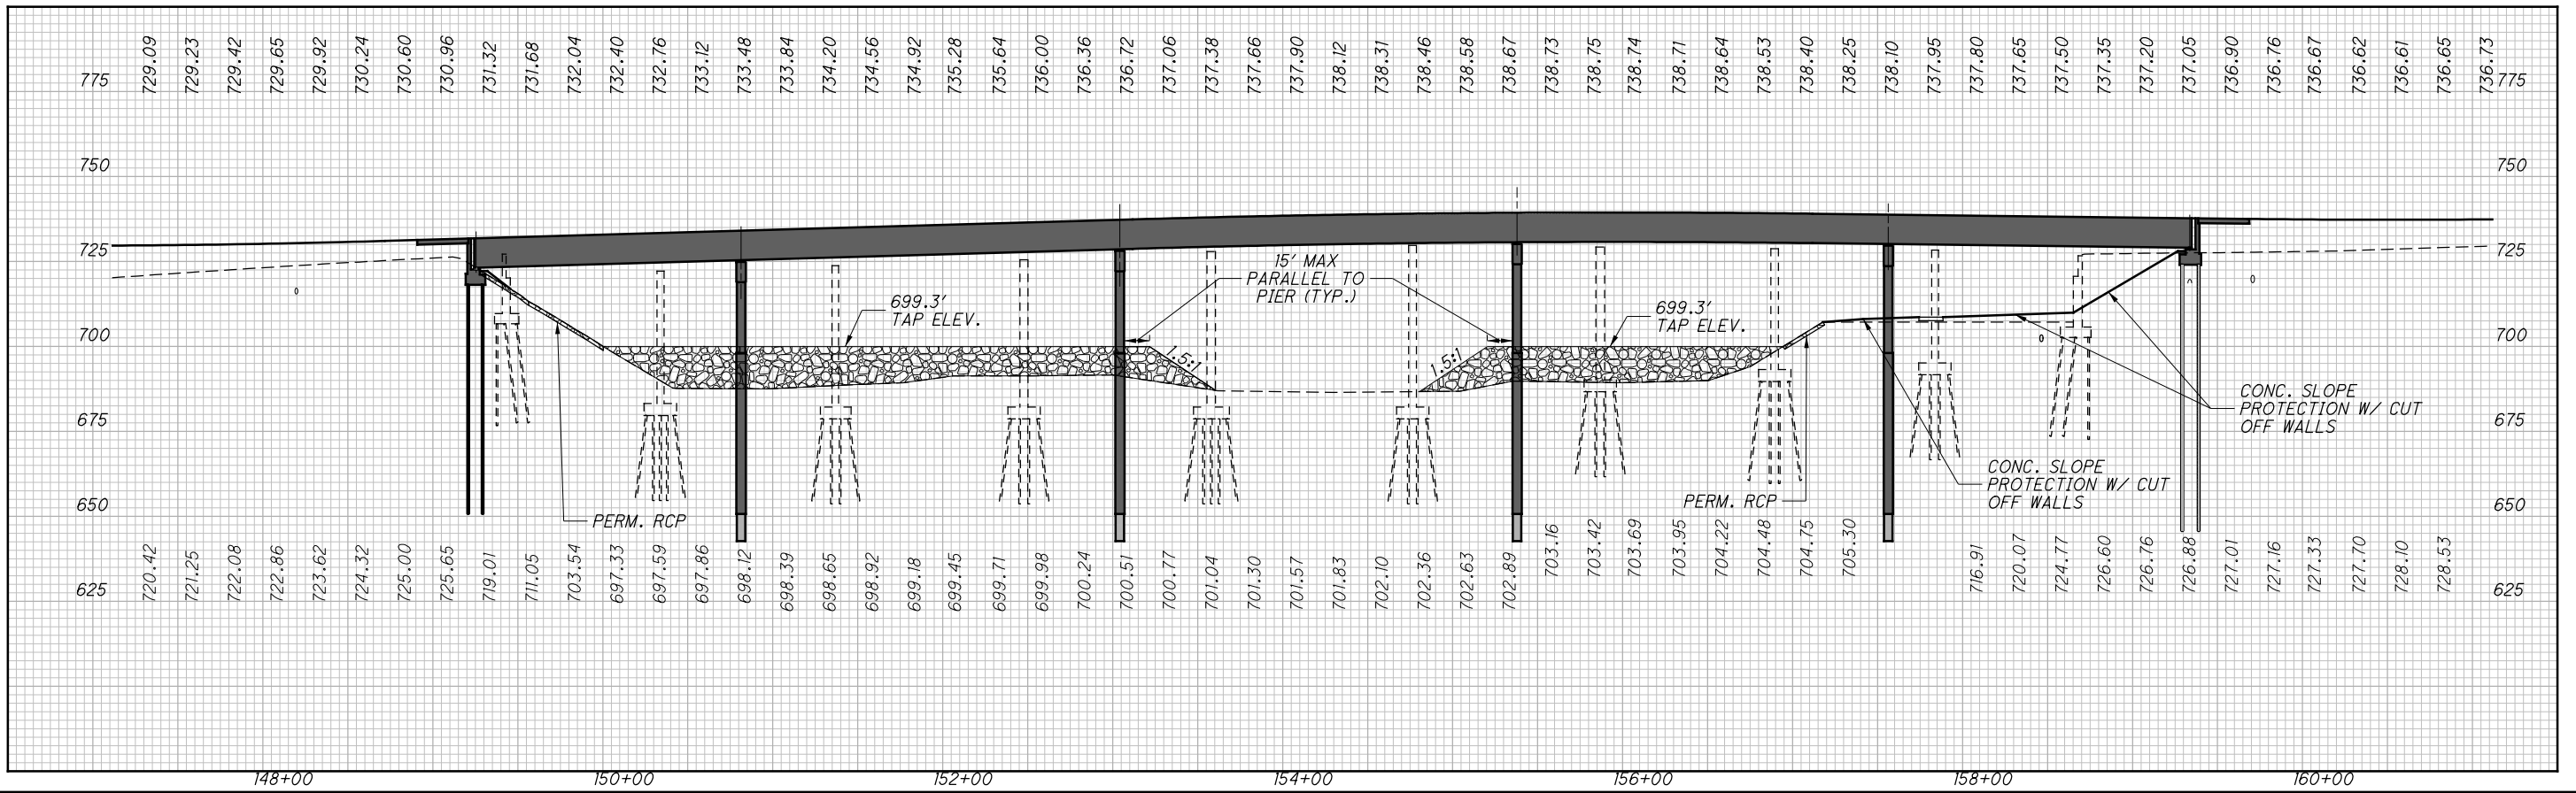 729.09 729.23 729.42 729.65 729.92 730.24 730.60 730.96 731.32 731.68 732.04 732.40 732.76 733.12 733.48 733.84 734.20 734.56 734.92 735.28 735.64 736.00 736.36 736.72 737.06 737.38 737.66 737.90 738.12 738.31 738.46 738.58 738.67 738.73 738.75 738.74 738.71 738.64 738.53 738.40 738.25 738.10 737.95 737.80 737.65 737.50 737.35 737.20 737.05 736.90 736.76 736.67 736.62 736.61 736.65 736.73
775 775
750 750
725 725
15' MAX
PARALLEL TO
PIER (TYP.)
699.3'
TAP ELEV.
699.3'
TAP ELEV.
700 700
1.5:1
1.5:1
CONC. SLOPE
PROTECTION W/ CUT
OFF WALLS
675 675
CONC. SLOPE
PROTECTION W/ CUT
OFF WALLS
650 650
PERM. RCP
PERM. RCP
720.42 721.25 722.08 722.86 723.62 724.32 725.00 725.65 719.01 711.05 703.54 697.33 697.59 697.86 698.12 698.39 698.65 698.92 699.18 699.45 699.71 699.98 700.24 700.51 700.77 701.04 701.30 701.57 701.83 702.10 702.36 702.63 702.89 703.16 703.42 703.69 703.95 704.22 704.48 704.75 705.30 716.91 720.07 724.77 726.60 726.76 726.88 727.01 727.16 727.33 727.70 728.10 728.53
625 625
148+00 150+00 152+00 154+00 156+00 158+00 160+00